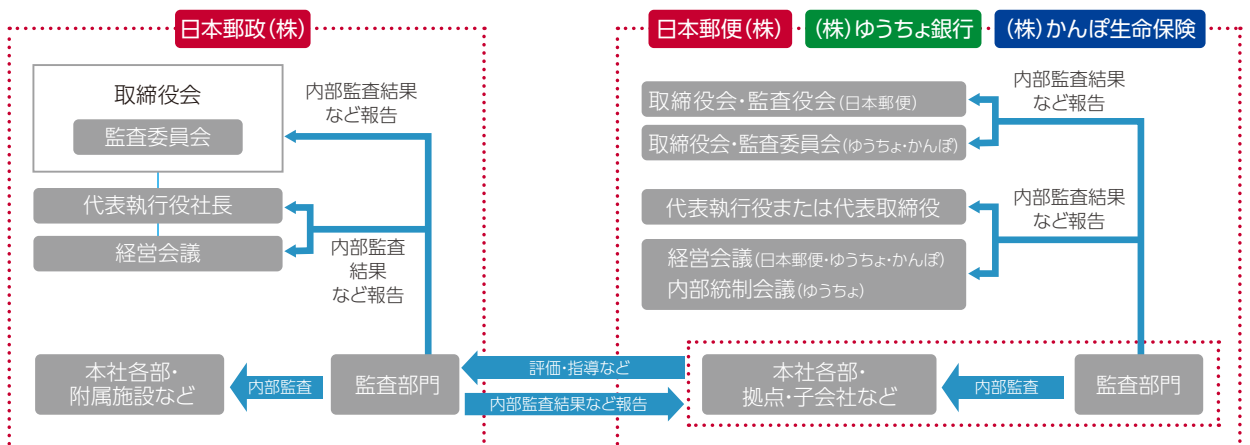 日本郵政(株)
取締役会
監査委員会
代表執行役社長
経営会議
内部監査結果
など報告
内部監査
結果
など報告
本社各部・
附属施設など
内部監査
監査部門
評価・指導など
内部監査結果など報告
日本郵便(株)
(株)ゆうちょ銀行
(株)かんぽ生命保険
取締役会・監査役会(日本郵便)
取締役会・監査委員会(ゆうちょ・かんぽ)
内部監査結果
など報告
代表執行役または代表取締役
経営会議(日本郵便・ゆうちょ・かんぽ)
内部統制会議(ゆうちょ)
内部監査結果
など報告
本社各部・
拠点・子会社など
内部監査
監査部門